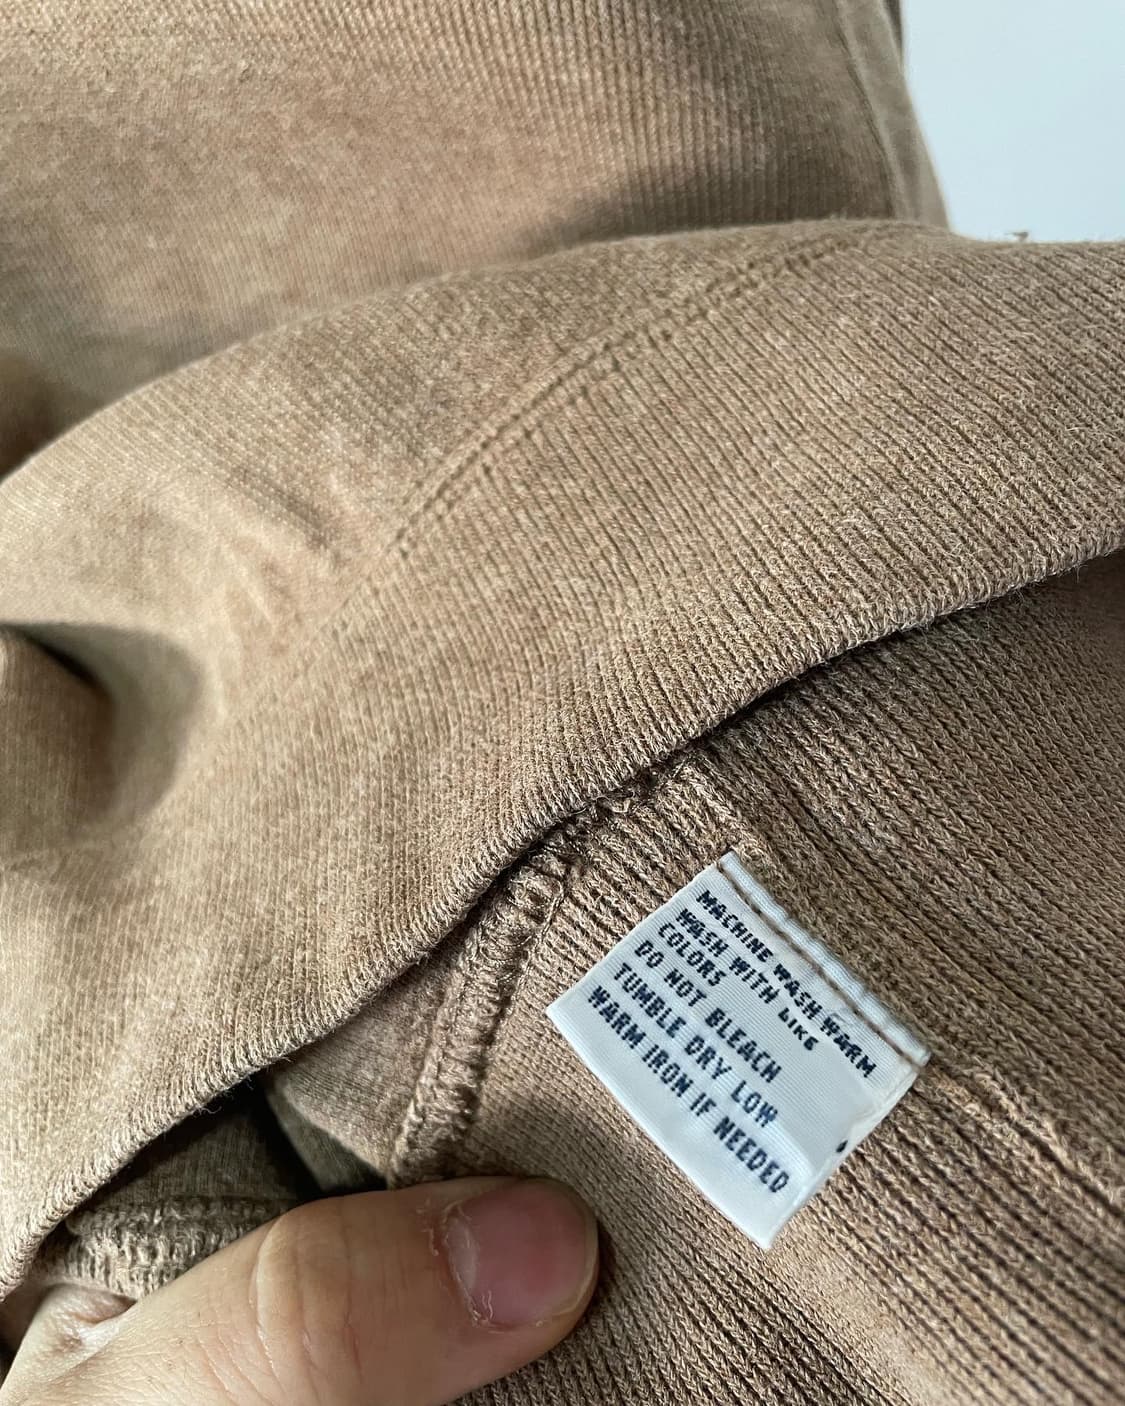 MACHINE WASH WARM
WASH WITH LIKE
COLORS
DO NOT BLEACH
TUMBLE DRY LOW
WARM IRON IF NEEDED